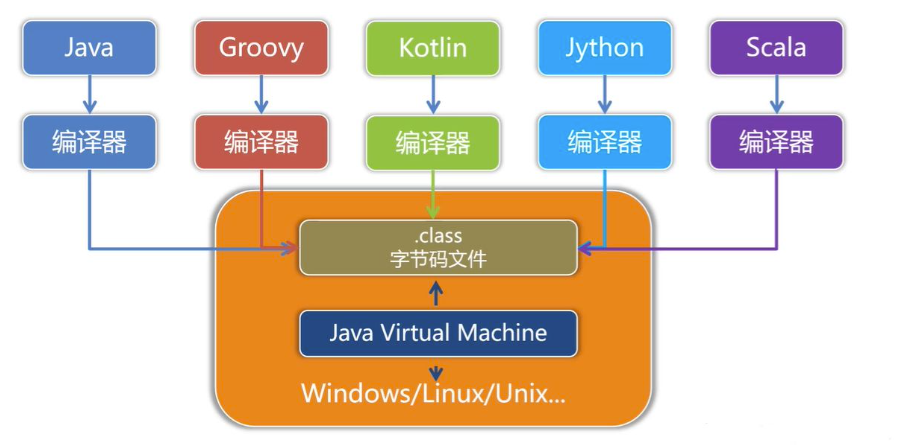 Java
Groovy
Kotlin
Jython
Scala
编译器
编译器
编译器
编译器
编译器
.class
字节码文件
Java Virtual Machine
Windows/Linux/Unix...